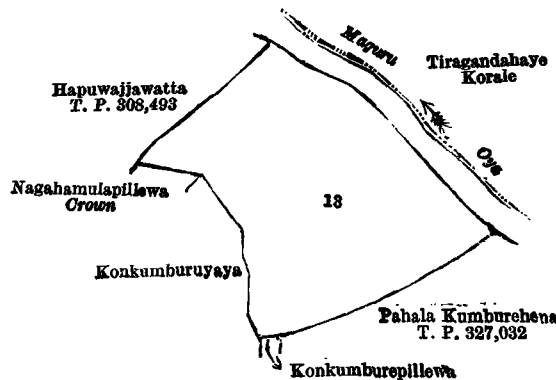 Maguru
Tiragandahaye
Korale
Hapuwajjawatta
T. P. 308,493
Oya
Nagahamulapillewa
Crown
13
Konkumburuyaya
Pahala Kumburehena
T. P. 327,032
Konkumburepillewa